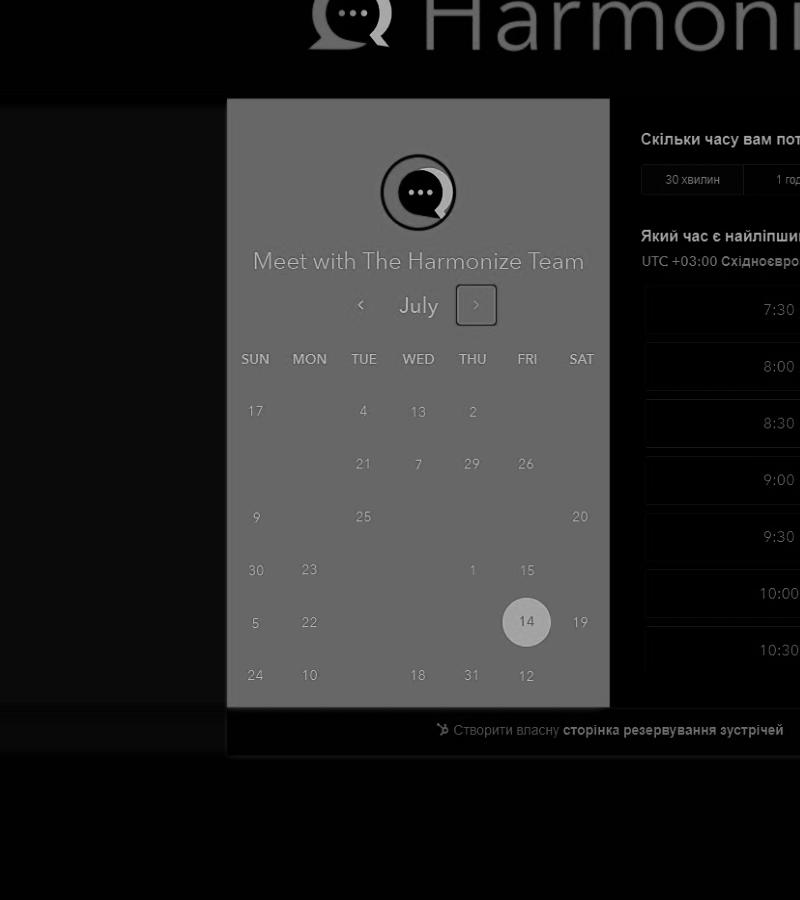 Harmoni
Meet with The Harmonize Team
July
SUN MON TUE WED THU FRI SAT
17 4 13 2
21 7 29 26
9 25 20
30 23 1 15
5 22 14 19
24 10 18 31 12
Скільки часу вам пот
30 хвилин 1 год
Який час є найліпши
UTC +03:00 Східноєвро
7:30
8:00
8:30
9:00
9:30
10:00
10:30
Створити власну сторінка резервування зустрічей